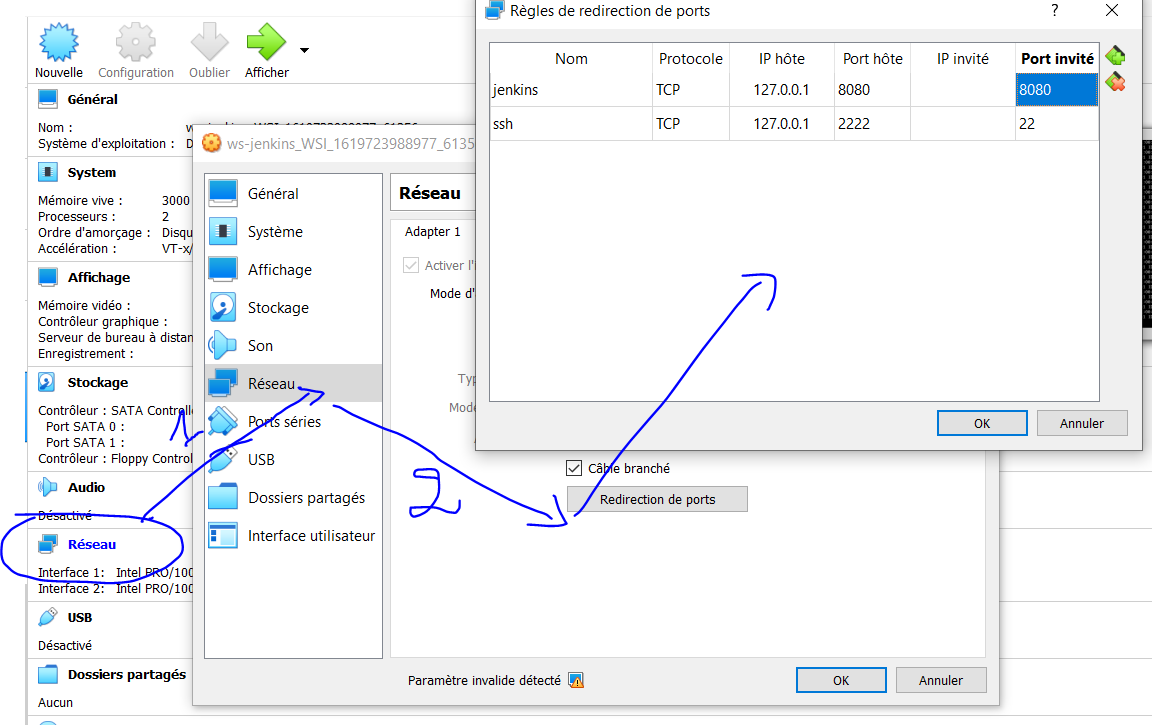 Règles de redirection de ports
?
Nouvelle
Configuration
Oublier
Afficher
Nom
Protocole
IP hôte
Port hôte
IP invité
Port invité
jenkins
TCP
127.0.0.1
8080
8080
ssh
TCP
127.0.0.1
2222
22
OK
Annuler
Général
Nom :
Système d'exploitation :
System
Mémoire vive :
3000
Processeurs :
2
Ordre d'amorçage :
Disqu
Accélération :
VT-x/
Affichage
Mémoire vidéo :
Contrôleur graphique :
Serveur de bureau à distan
Enregistrement :
Stockage
Contrôleur : SATA Controlle
Port SATA 0 :
Port SATA 1 :
Contrôleur : Floppy Control
Audio
Désactivé
Réseau
Interface 1:
Intel PRO/100
Interface 2:
Intel PRO/100
USB
Désactivé
Dossiers partagés
Aucun
ws-jenkins_WSI_1619723988977_6135
Général
Système
Affichage
Stockage
Son
Réseau
Ports séries
USB
Dossiers partagés
Interface utilisateur
1
2
Réseau
Adapter 1
Activer l'
Mode d'
Typ
Mode
Câble branché
Redirection de ports
Paramètre invalide détecté
OK
Annuler